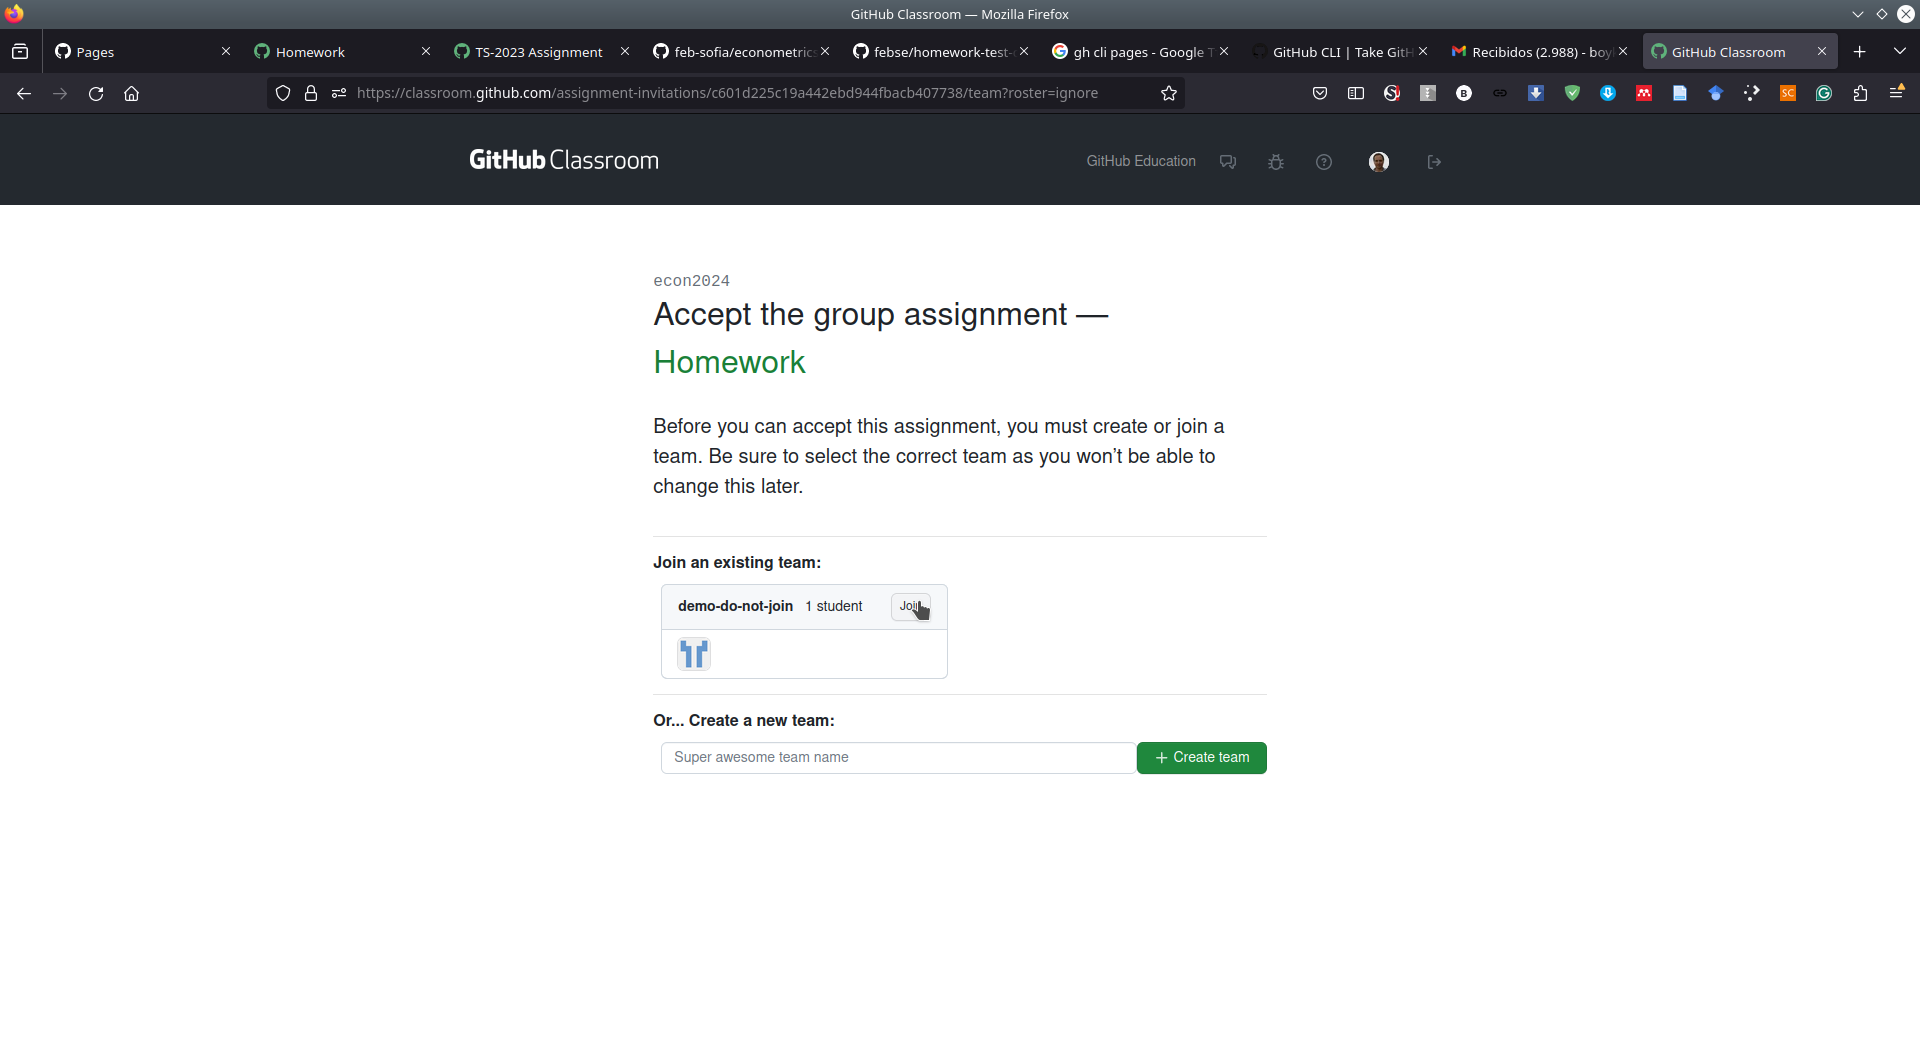 GitHub Classroom — Mozilla Firefox
Pages
Homework
TS-2023 Assignment
feb-sofia/econometrics
febse/homework-test-
gh cli pages - Google T
GitHub CLI | Take GitH
Recibidos (2.988) - boy
GitHub Classroom
https://classroom.github.com/assignment-invitations/c601d225c19a442ebd944fbacb407738/team?roster=ignore
B
SC
GitHub Classroom
GitHub Education
econ2024
Accept the group assignment —
Homework
Before you can accept this assignment, you must create or join a
team. Be sure to select the correct team as you won’t be able to
change this later.
Join an existing team:
demo-do-not-join 1 student
Or... Create a new team:
Super awesome team name
+ Create team